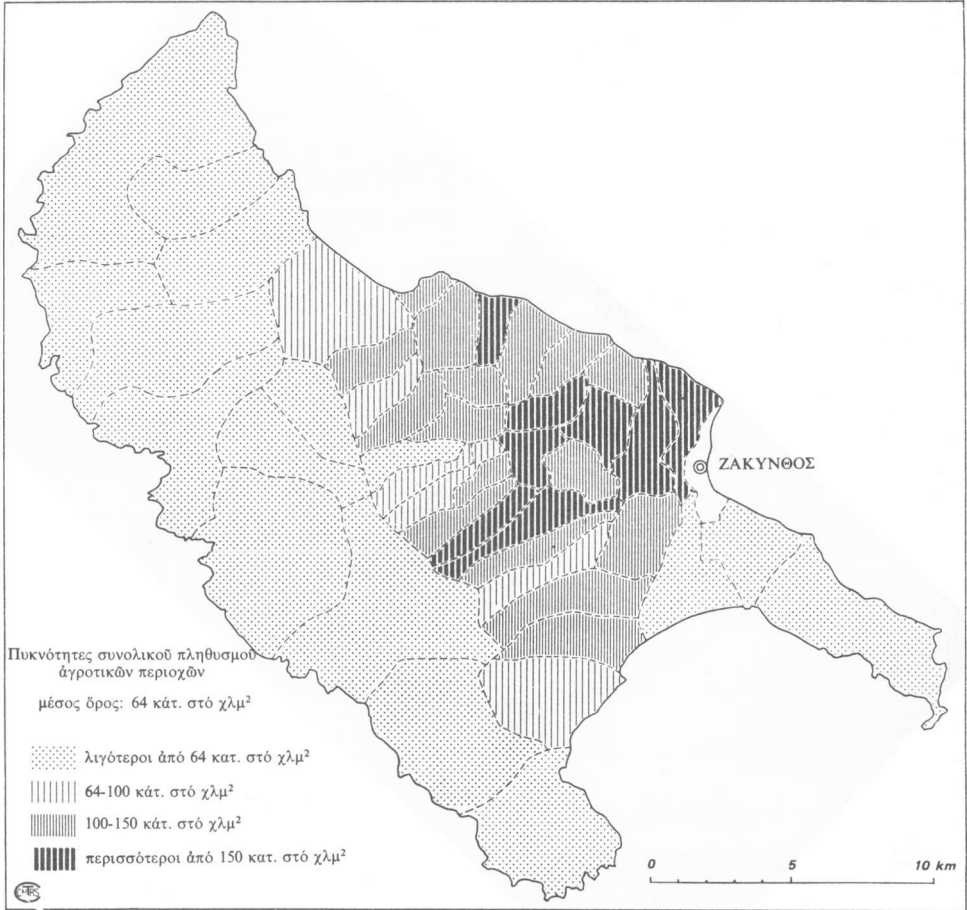 ΖΑΚΥΝΘΟΣ
Πυκνότητες συνολικοῦ πληθυσμοῦ
ἀγροτικῶν περιοχῶν
μέσος ὅρος: 64 κάτ. στό χλμ²
λιγότεροι ἀπό 64 κατ. στό χλμ²
64-100 κάτ. στό χλμ²
100-150 κάτ. στό χλμ²
περισσότεροι ἀπό 150 κατ. στό χλμ²
0 5 10 km